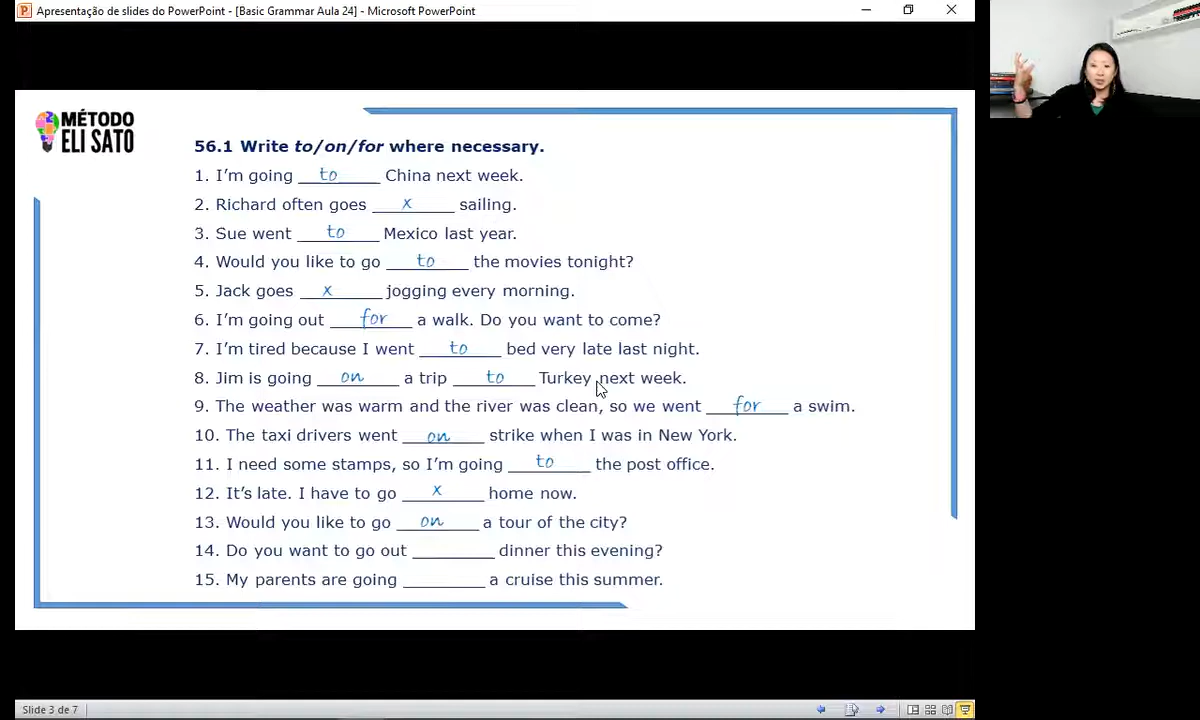 Apresentação de slides do PowerPoint - [Basic Grammar Aula 24] - Microsoft PowerPoint
MÉTODO
ELI SATO
56.1 Write to/on/for where necessary.
1. I'm going to China next week.
2. Richard often goes x sailing.
3. Sue went to Mexico last year.
4. Would you like to go to the movies tonight?
5. Jack goes x jogging every morning.
6. I'm going out for a walk. Do you want to come?
7. I'm tired because I went to bed very late last night.
8. Jim is going on a trip to Turkey next week.
9. The weather was warm and the river was clean, so we went for a swim.
10. The taxi drivers went on strike when I was in New York.
11. I need some stamps, so I'm going to the post office.
12. It's late. I have to go x home now.
13. Would you like to go on a tour of the city?
14. Do you want to go out ________ dinner this evening?
15. My parents are going ________ a cruise this summer.
Slide 3 de 7